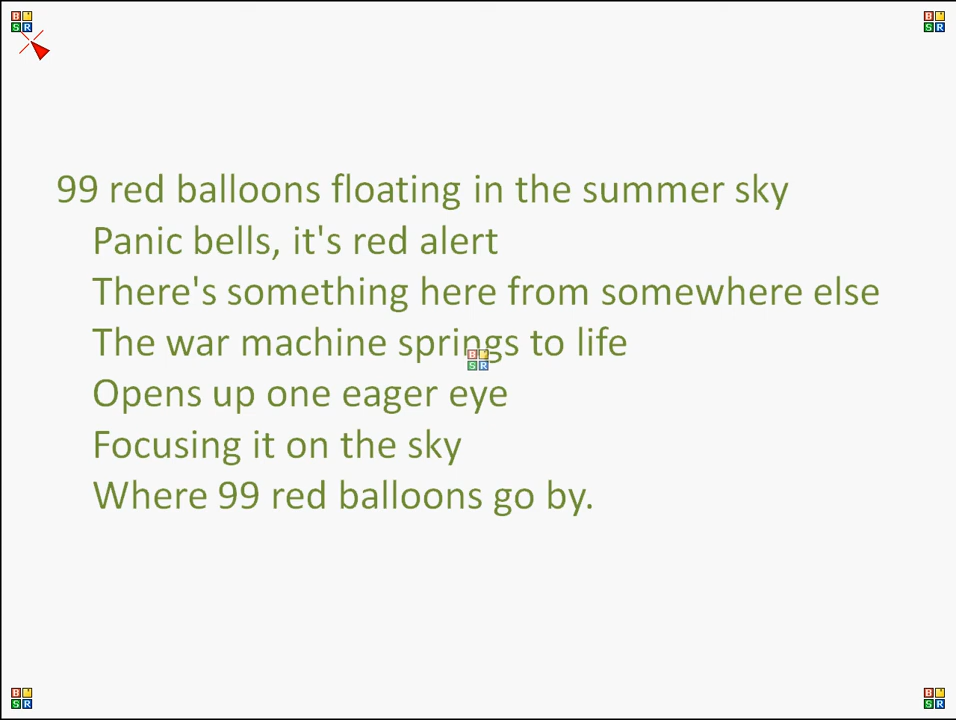 99 red balloons floating in the summer sky
Panic bells, it's red alert
There's something here from somewhere else
The war machine springs to life
Opens up one eager eye
Focusing it on the sky
Where 99 red balloons go by.